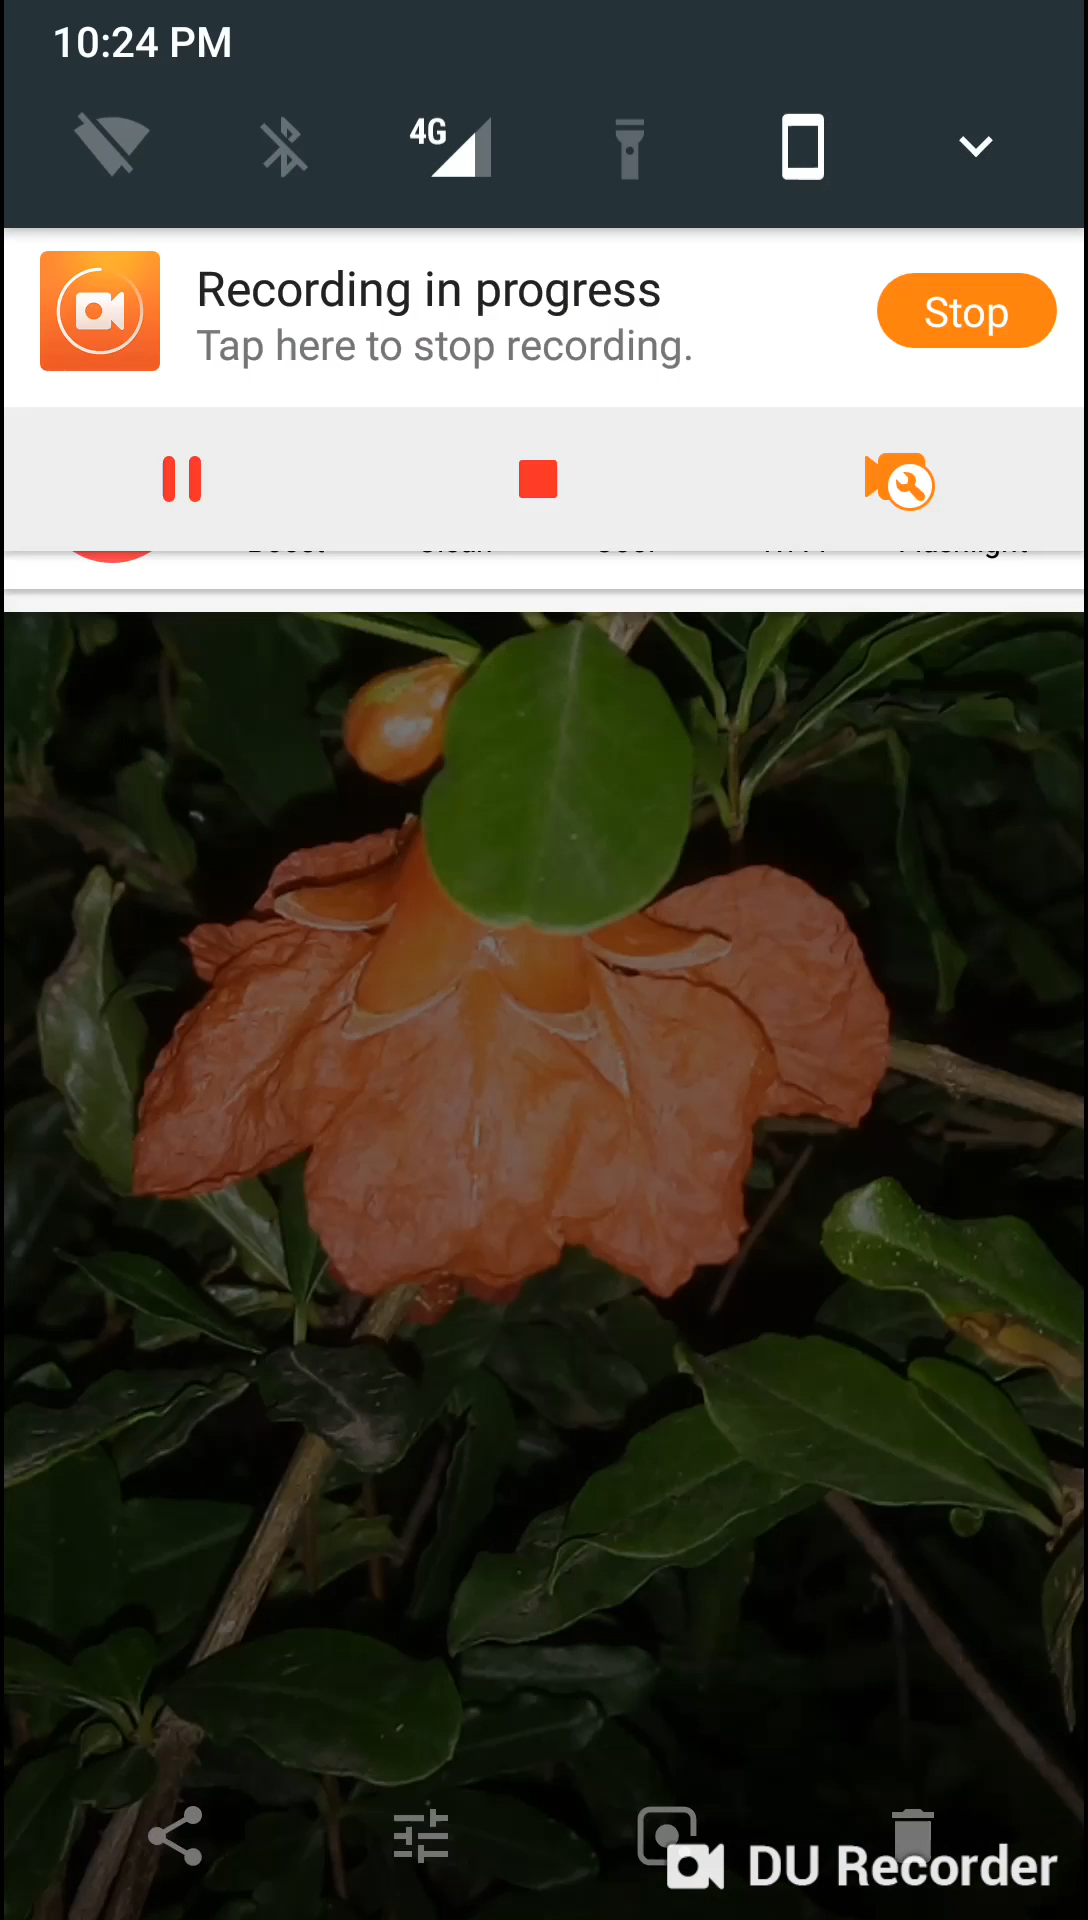 10:24 PM
4G
Recording in progress
Tap here to stop recording.
Stop
DU Recorder